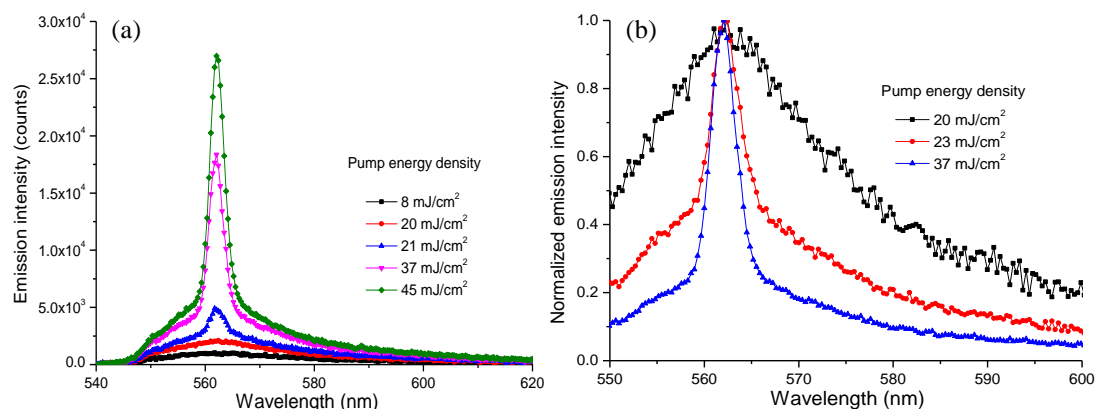 (a)
3.0x10⁴
2.5x10⁴
2.0x10⁴
1.5x10⁴
1.0x10⁴
5.0x10³
0.0
Emission intensity (counts)
Pump energy density
8 mJ/cm²
20 mJ/cm²
21 mJ/cm²
37 mJ/cm²
45 mJ/cm²
540 560 580 600 620
Wavelength (nm)
(b)
1.0
0.8
0.6
0.4
0.2
0.0
Normalized emission intensity
Pump energy density
20 mJ/cm²
23 mJ/cm²
37 mJ/cm²
550 560 570 580 590 600
Wavelength (nm)